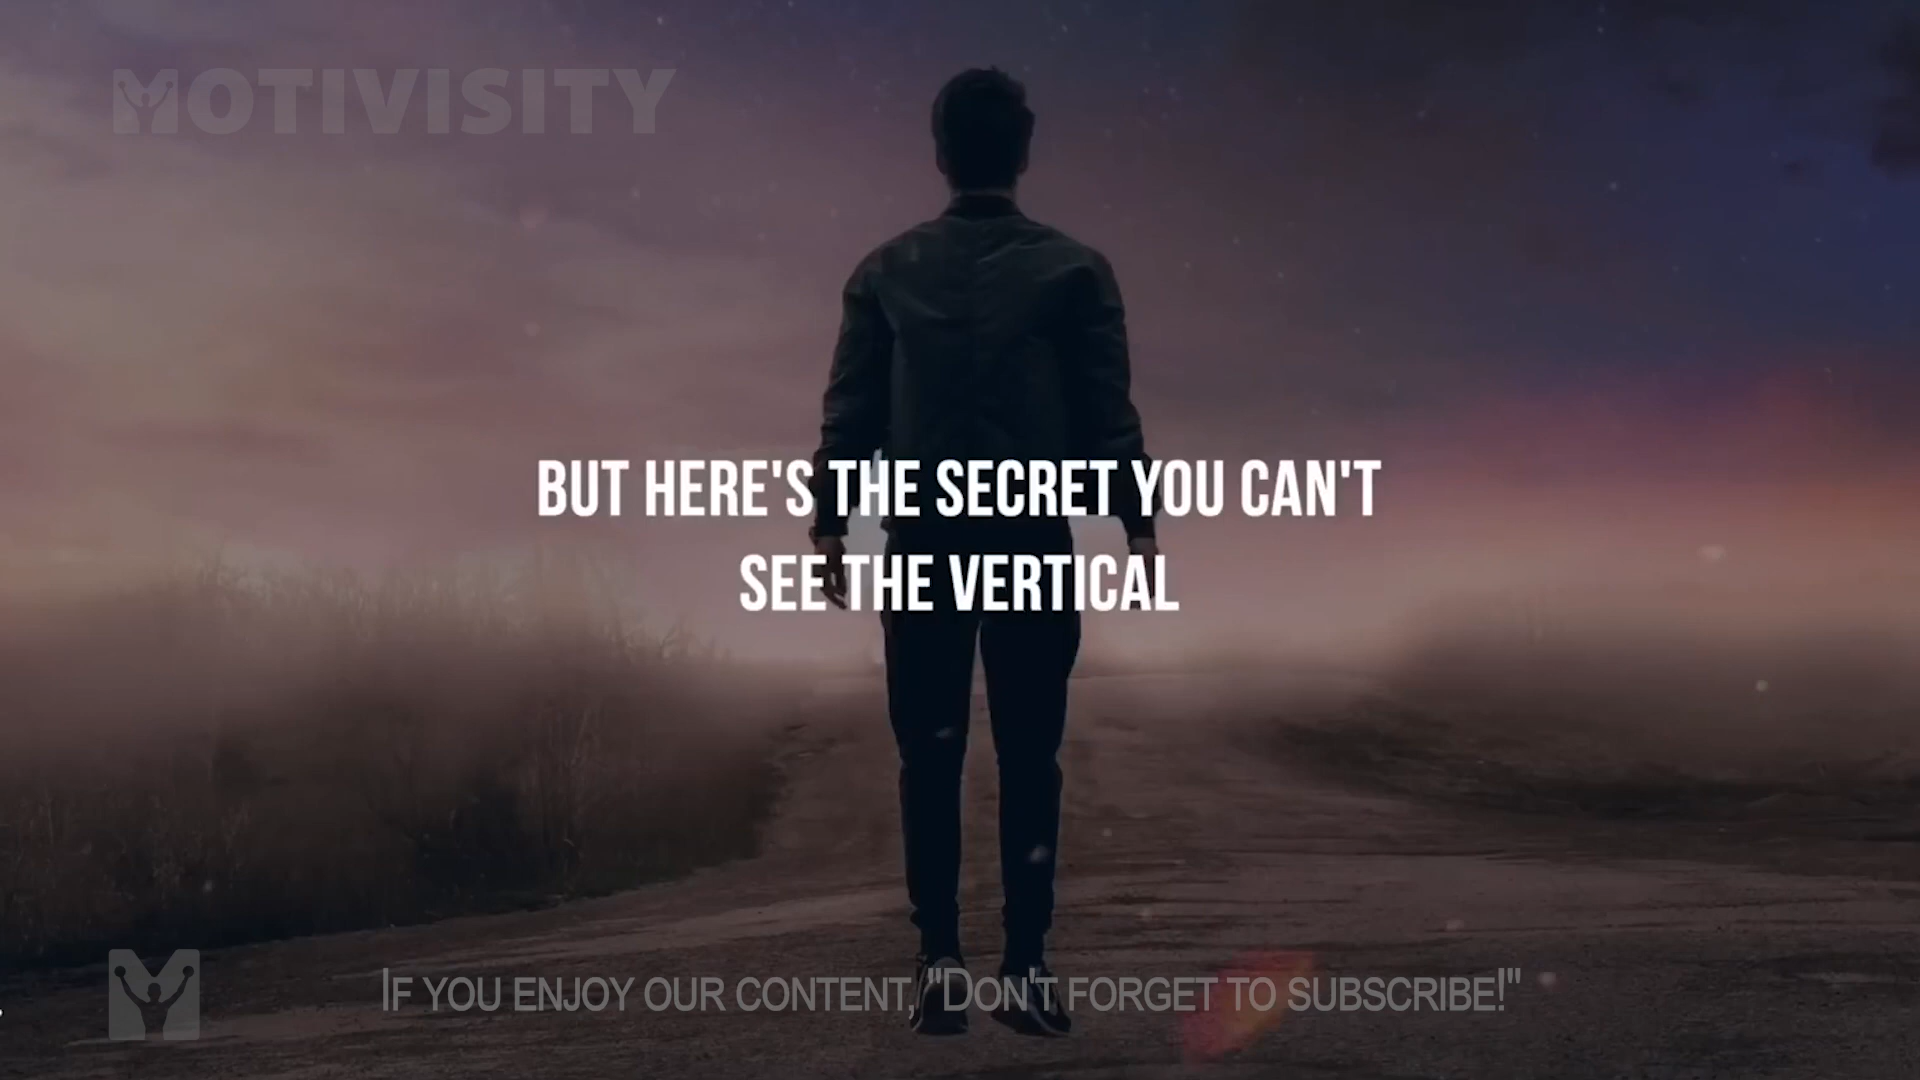 MOTIVISITY
BUT HERE'S THE SECRET YOU CAN'T
SEE THE VERTICAL
IF YOU ENJOY OUR CONTENT, "DON'T FORGET TO SUBSCRIBE!"